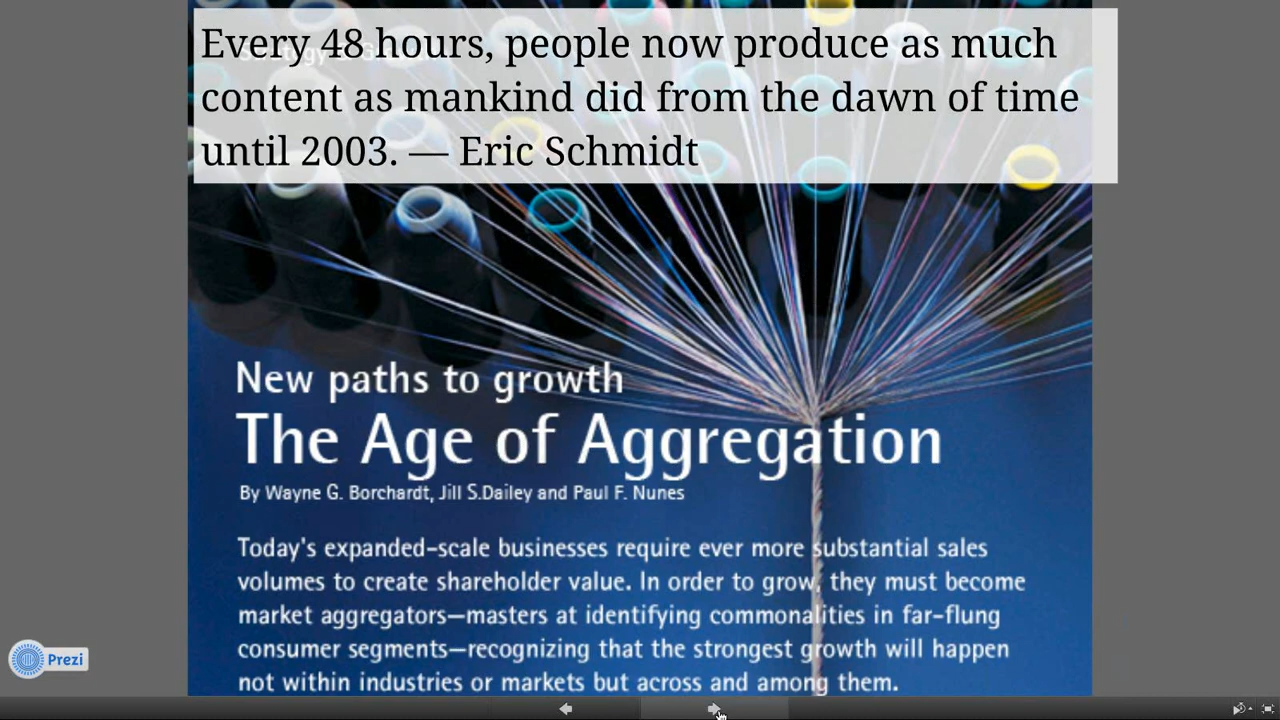 Every 48 hours, people now produce as much
content as mankind did from the dawn of time
until 2003. — Eric Schmidt
New paths to growth
The Age of Aggregation
By Wayne G. Borchardt, Jill S.Dailey and Paul F. Nunes
Today's expanded-scale businesses require ever more substantial sales
volumes to create shareholder value. In order to grow, they must become
market aggregators—masters at identifying commonalities in far-flung
consumer segments—recognizing that the strongest growth will happen
not within industries or markets but across and among them.
Prezi